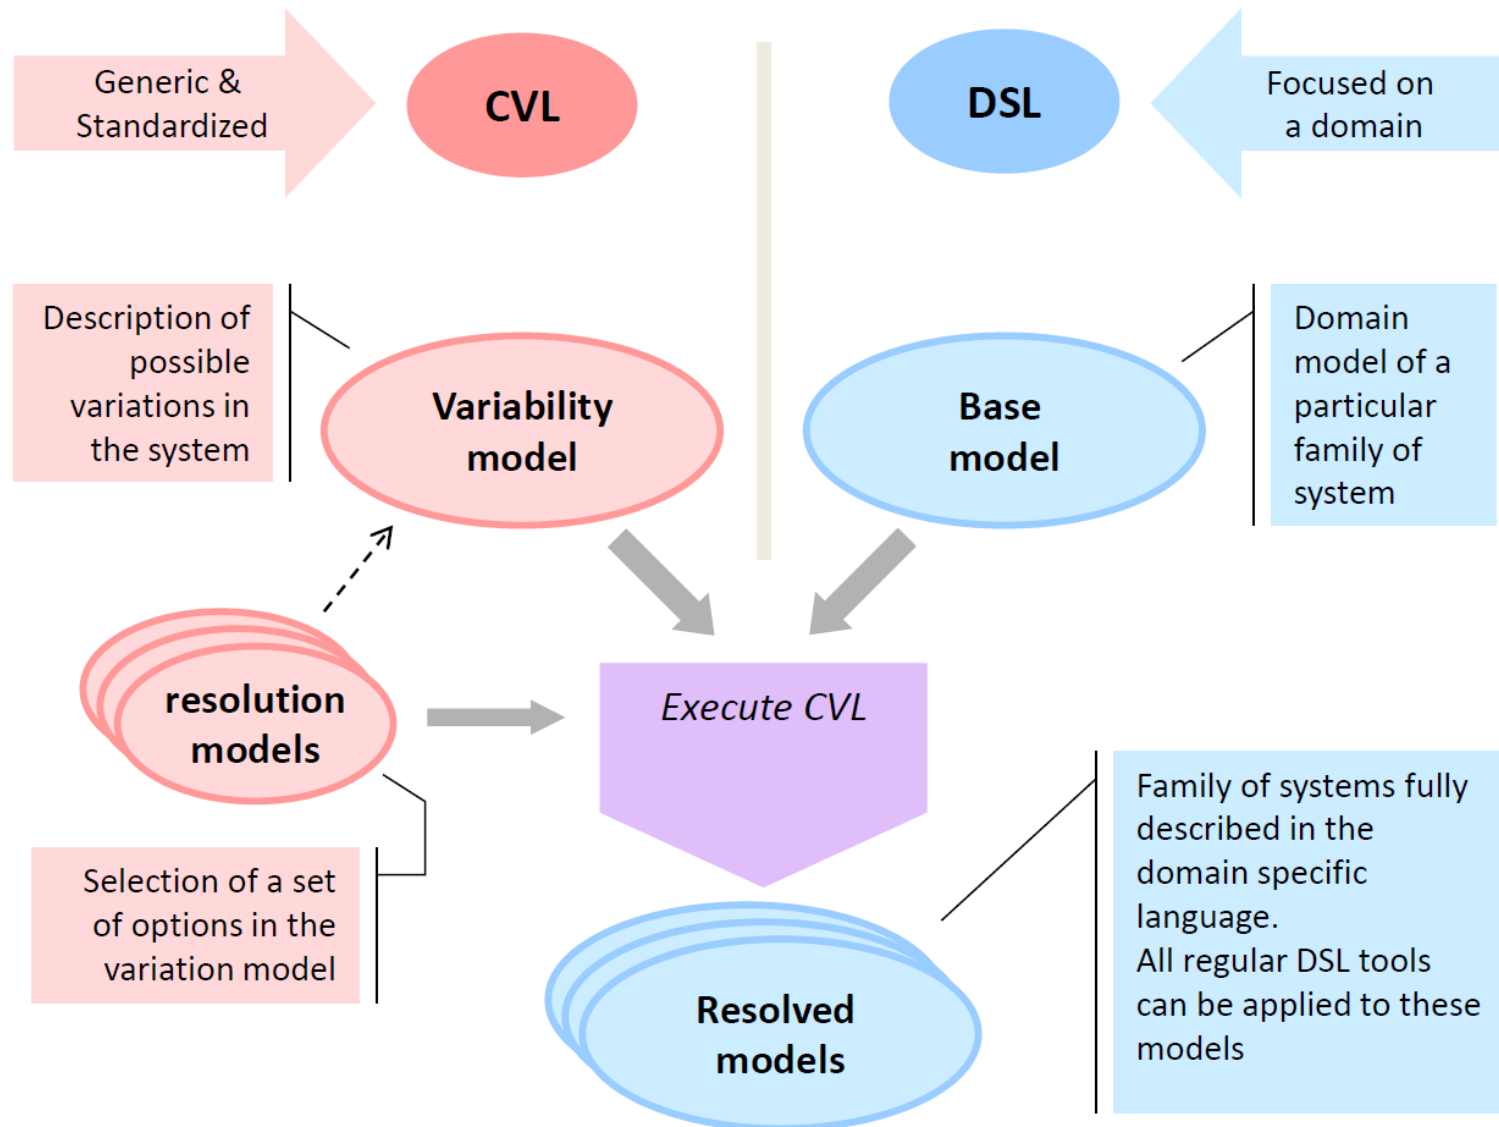 Generic &
Standardized
CVL
DSL
Focused on
a domain
Description of
possible
variations in
the system
Variability
model
Base
model
Domain
model of a
particular
family of
system
resolution
models
Execute CVL
Selection of a set
of options in the
variation model
Family of systems fully
described in the
domain specific
language.
All regular DSL tools
can be applied to these
models
Resolved
models